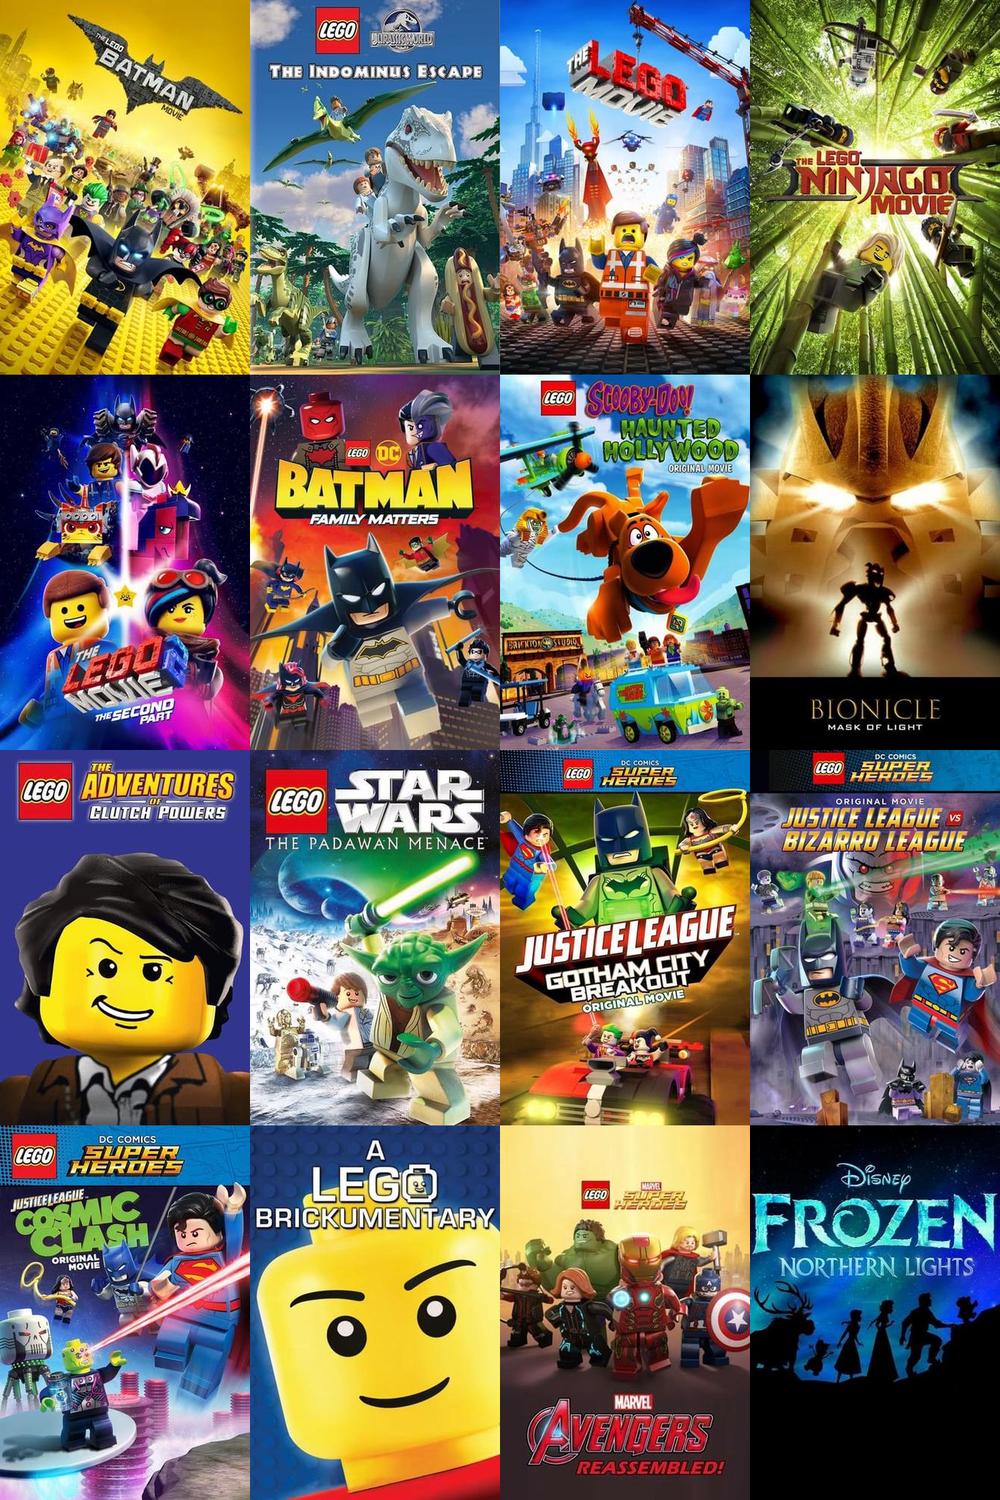 THE LEGO
BATMAN
MOVIE
LEGO
JURASSIC WORLD
THE INDOMINUS ESCAPE
THE
LEGO
MOVIE
THE LEGO
NINJAGO
MOVIE
THE
LEGO 2
MOVIE
THE SECOND
PART
LEGO DC
BATMAN
FAMILY MATTERS
LEGO
SCOOBY-DOO!
HAUNTED
HOLLYWOOD
ORIGINAL MOVIE
BRICKTON STUDIOS
BIONICLE
MASK OF LIGHT
LEGO
THE
ADVENTURES
OF
CLUTCH POWERS
LEGO
STAR
WARS
THE PADAWAN MENACE
LEGO
DC COMICS
SUPER
HEROES
JUSTICE LEAGUE
GOTHAM CITY
BREAKOUT
ORIGINAL MOVIE
LEGO
DC COMICS
SUPER
HEROES
ORIGINAL MOVIE
JUSTICE LEAGUE VS
BIZARRO LEAGUE
LEGO
DC COMICS
SUPER
HEROES
JUSTICE LEAGUE
COSMIC
CLASH
ORIGINAL
MOVIE
A
LEGO
BRICKUMENTARY
LEGO
MARVEL
SUPER
HEROES
MARVEL
AVENGERS
REASSEMBLED!
Disney
FROZEN
NORTHERN LIGHTS